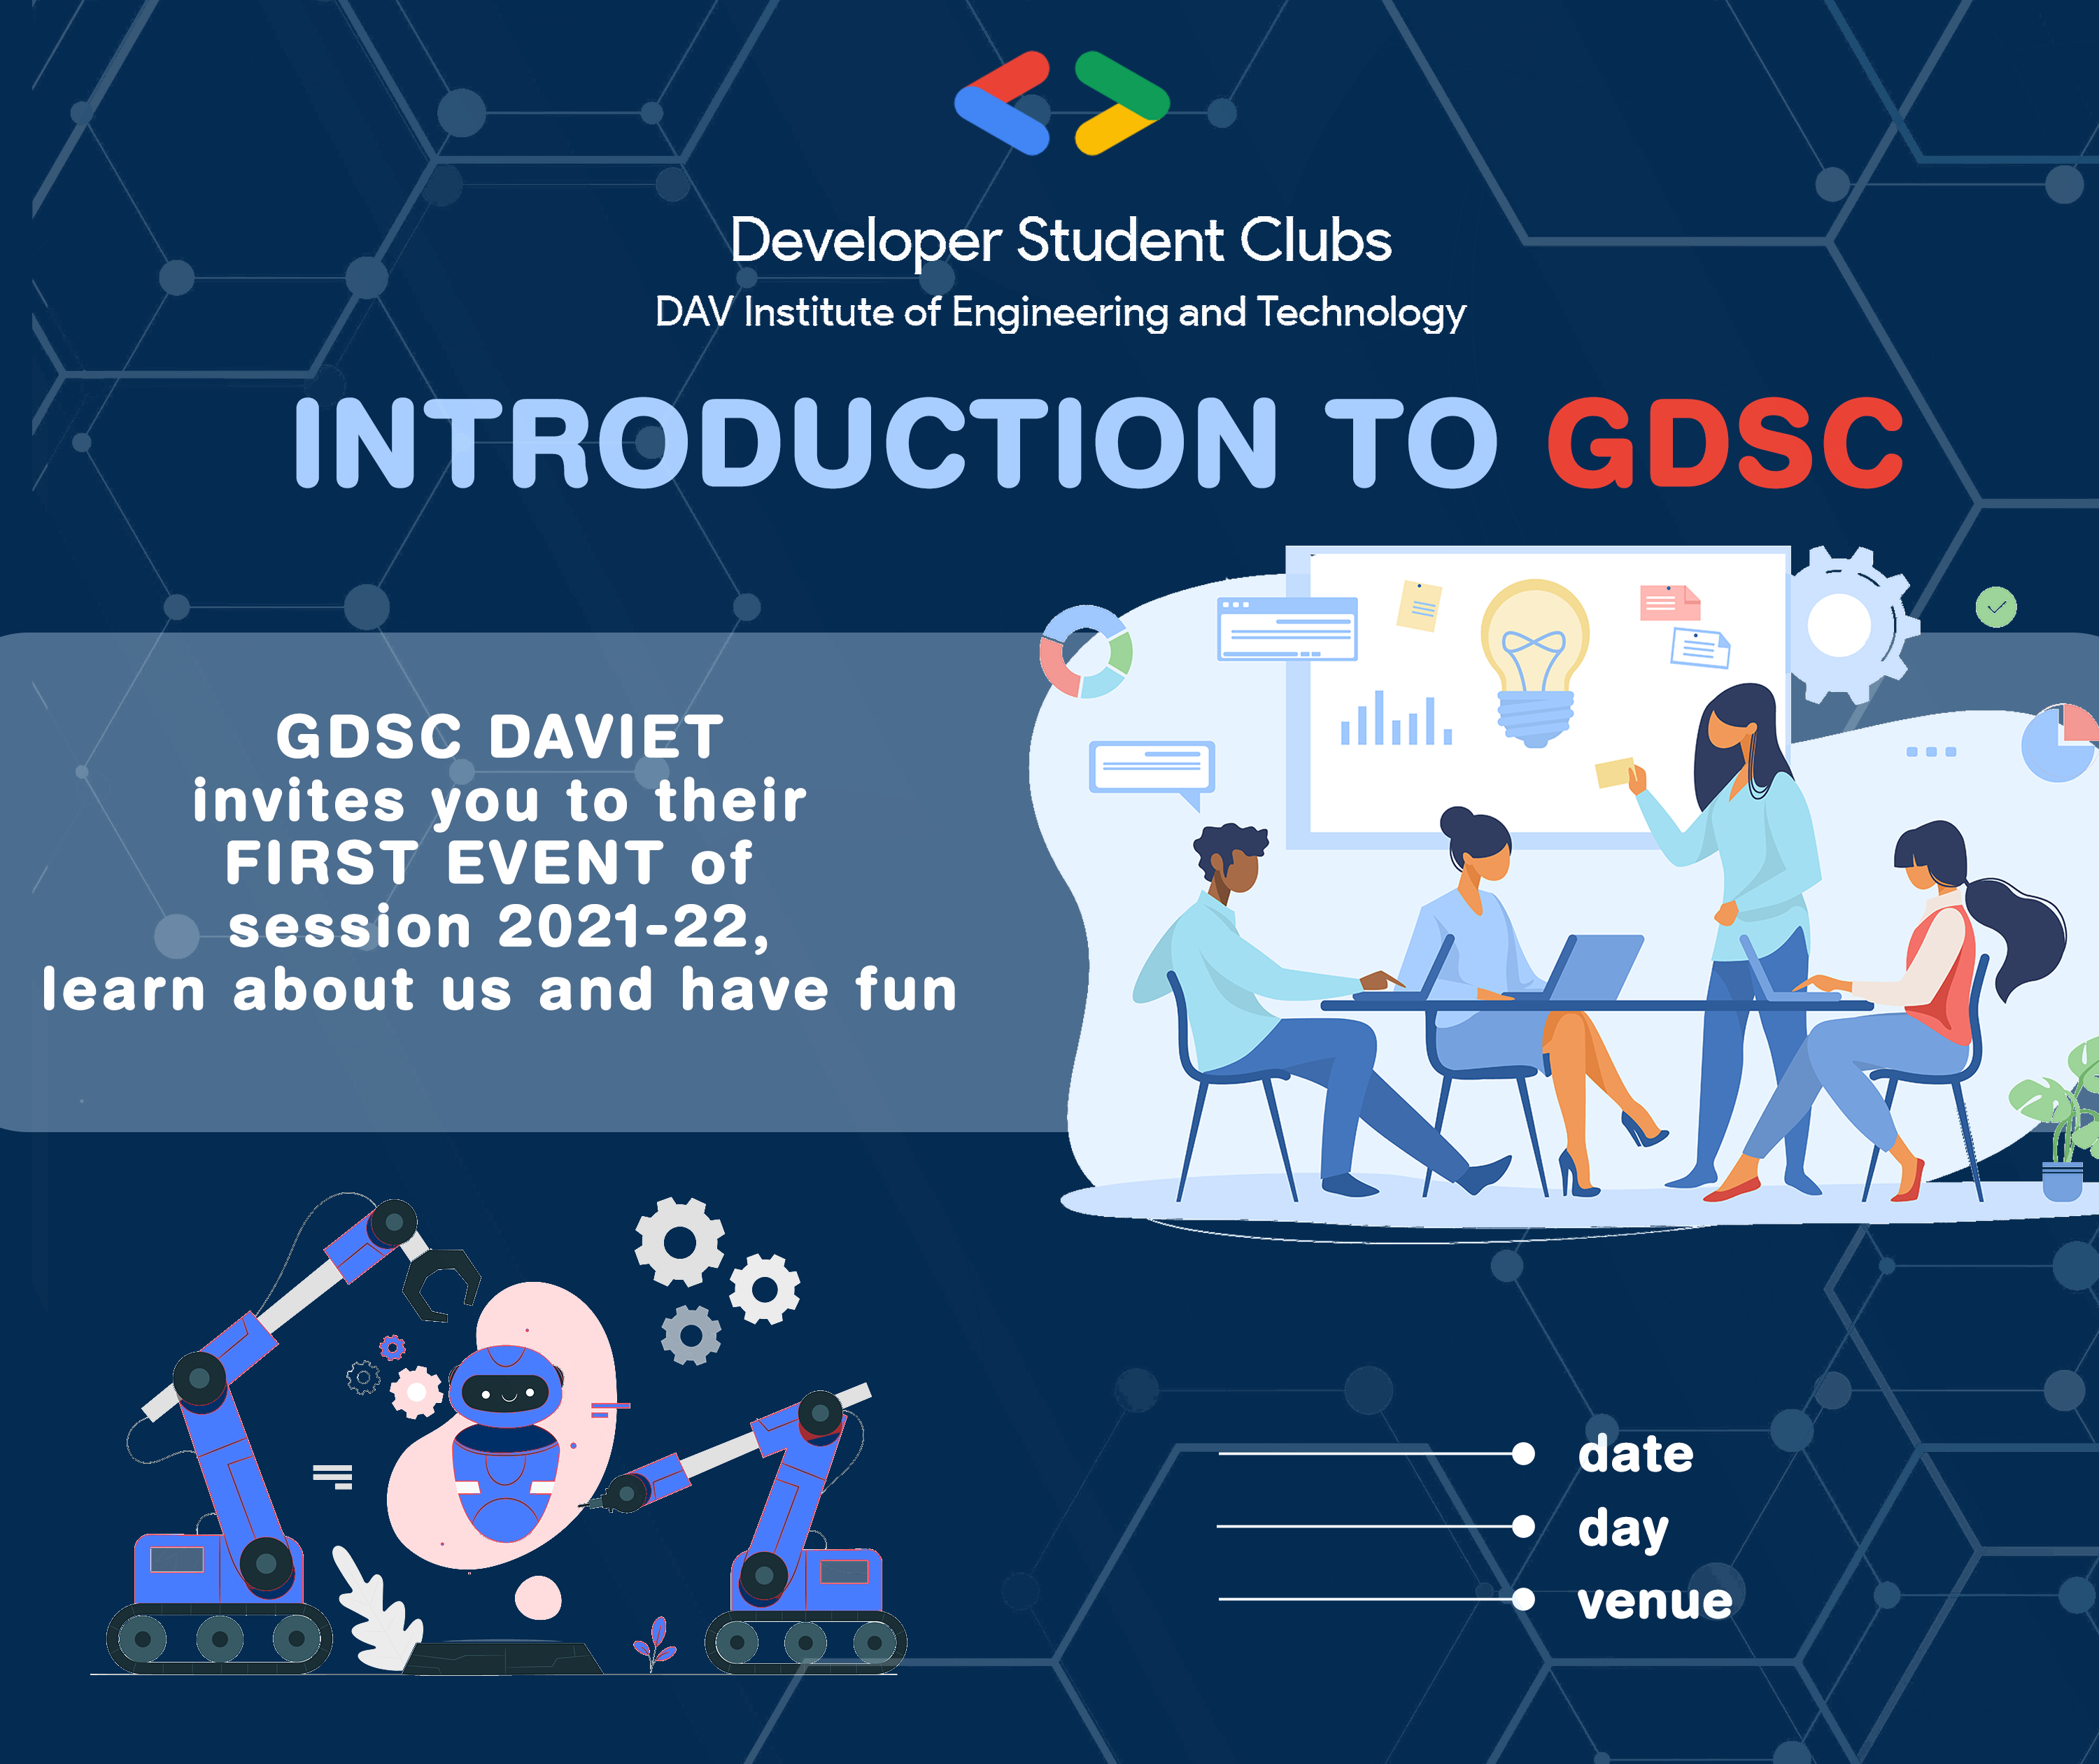 Developer Student Clubs
DAV Institute of Engineering and Technology
INTRODUCTION TO GDSC
GDSC DAVIET
invites you to their
FIRST EVENT of
session 2021-22,
learn about us and have fun
date
day
venue